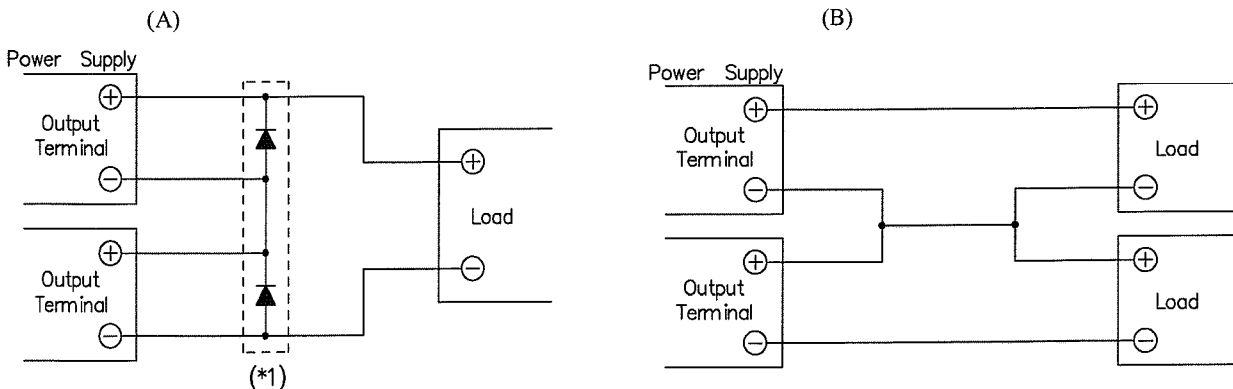 (A)
Power Supply
+
Output
Terminal
-
+
Output
Terminal
-
+
Load
-
(*1)
(B)
Power Supply
+
Output
Terminal
-
+
Output
Terminal
-
+
Load
-
+
Load
-